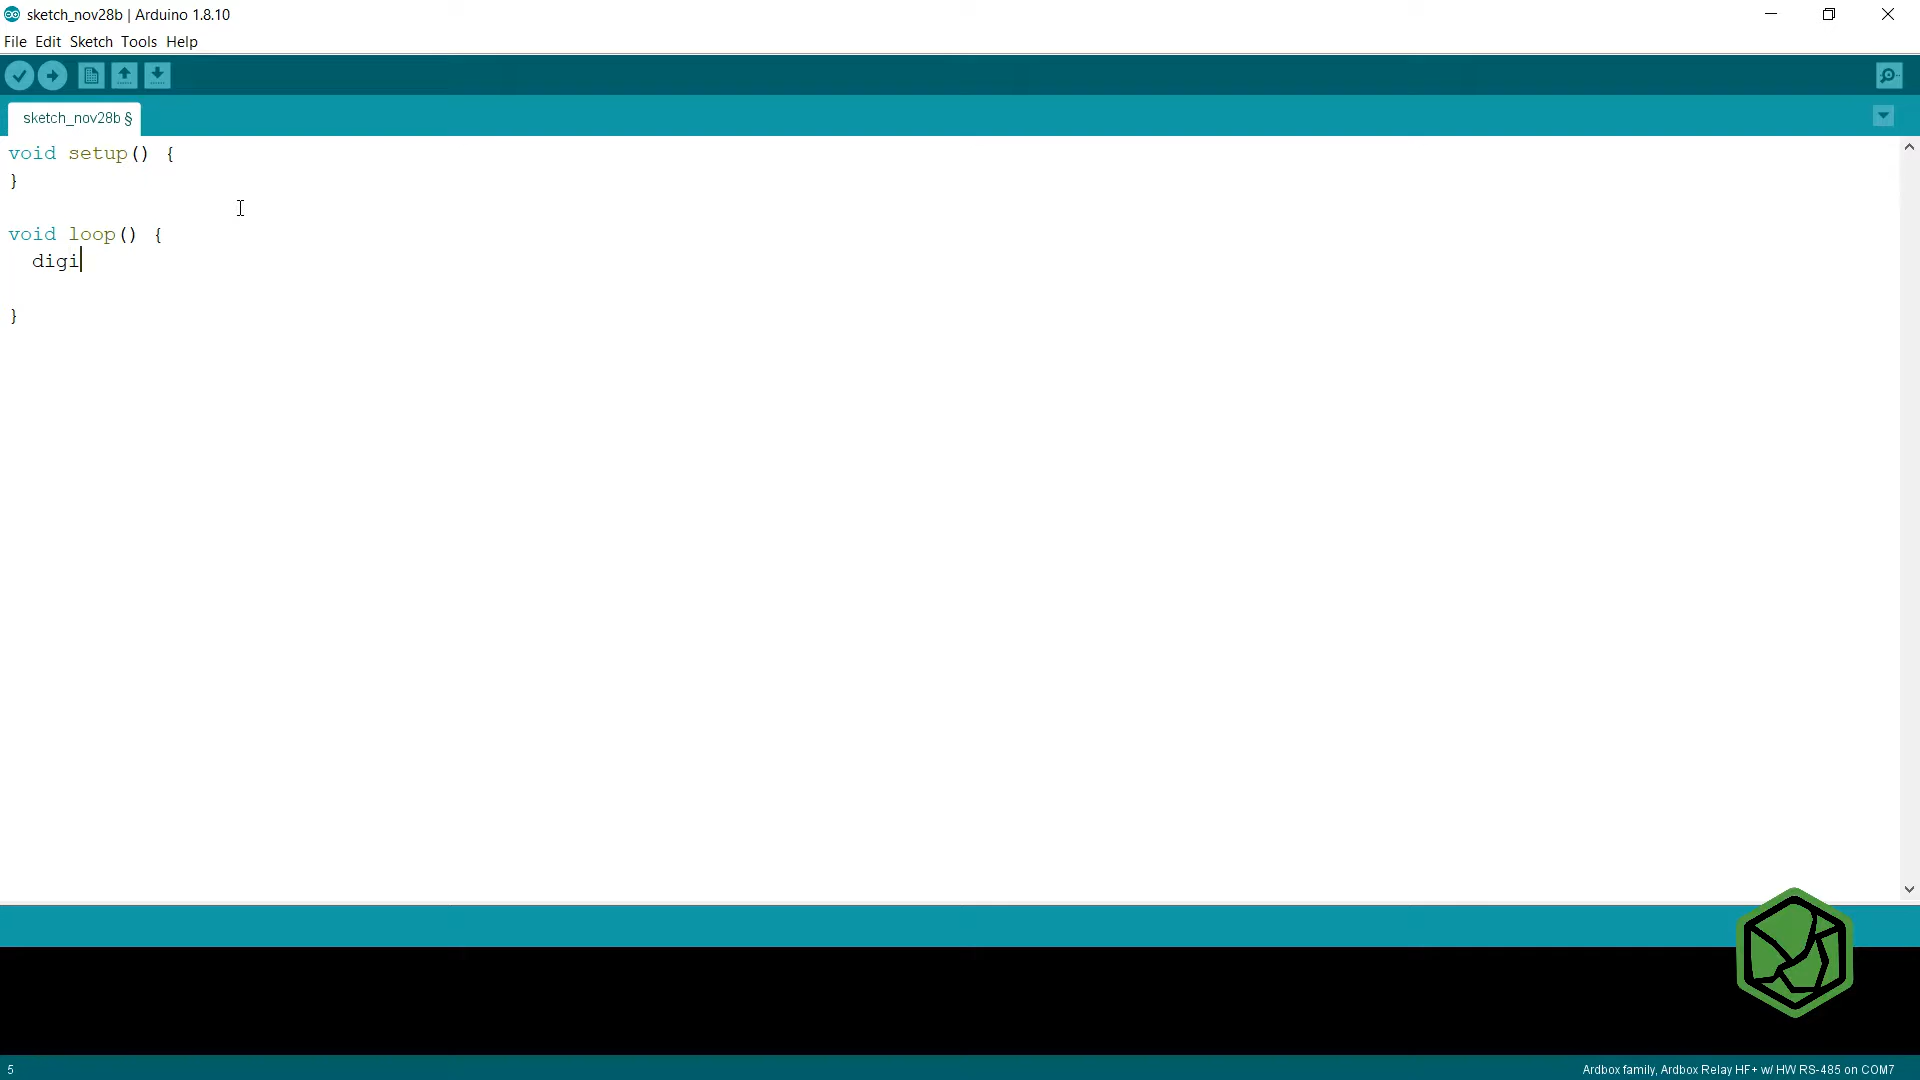 sketch_nov28b | Arduino 1.8.10
File Edit Sketch Tools Help
sketch_nov28b §
void setup() {
}
void loop() {
digi
}
5
Ardbox family, Ardbox Relay HF+ w/ HW RS-485 on COM7